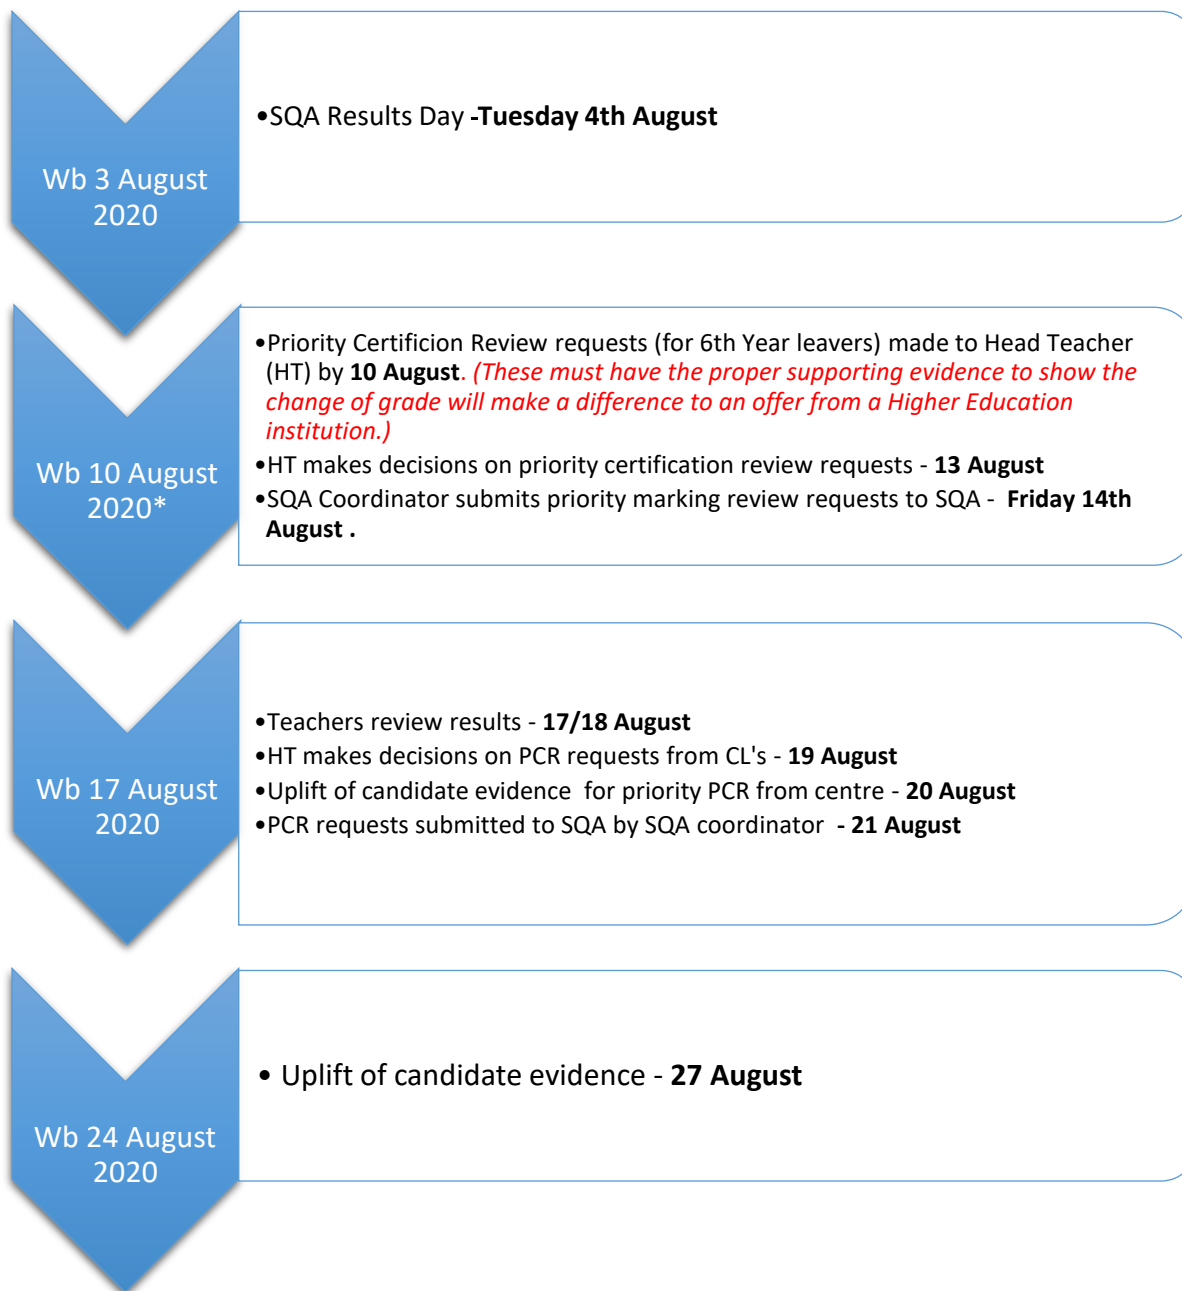 Wb 3 August
2020
•SQA Results Day -Tuesday 4th August
Wb 10 August
2020*
•Priority Certificion Review requests (for 6th Year leavers) made to Head Teacher
(HT) by 10 August. (These must have the proper supporting evidence to show the
change of grade will make a difference to an offer from a Higher Education
institution.)
•HT makes decisions on priority certification review requests - 13 August
•SQA Coordinator submits priority marking review requests to SQA - Friday 14th
August .
Wb 17 August
2020
•Teachers review results - 17/18 August
•HT makes decisions on PCR requests from CL's - 19 August
•Uplift of candidate evidence for priority PCR from centre - 20 August
•PCR requests submitted to SQA by SQA coordinator - 21 August
Wb 24 August
2020
• Uplift of candidate evidence - 27 August